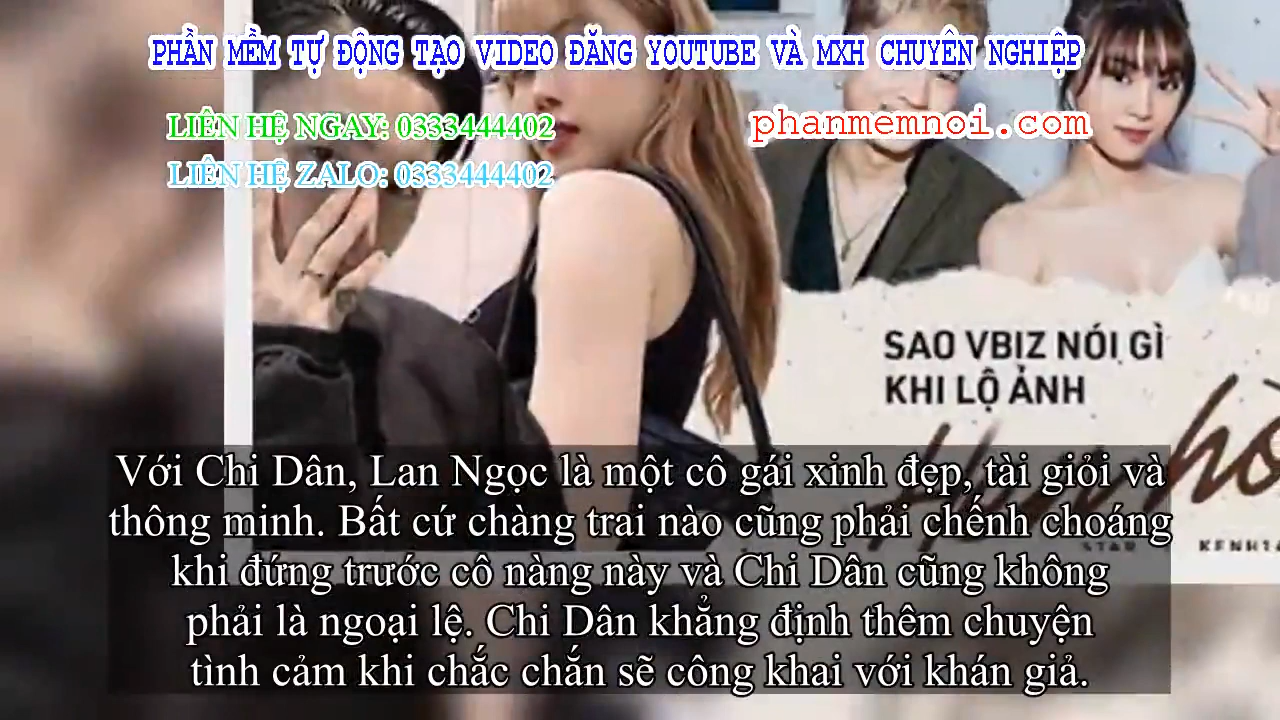 PHẦN MỀM TỰ ĐỘNG TẠO VIDEO ĐĂNG YOUTUBE VÀ MXH CHUYÊN NGHIỆP
LIÊN HỆ NGAY: 0333444402
phanmemnoi.com
LIÊN HỆ ZALO: 0333444402
SAO VBIZ NÓI GÌ
KHI LỘ ẢNH
STAR
Với Chi Dân, Lan Ngọc là một cô gái xinh đẹp, tài giỏi và
thông minh. Bất cứ chàng trai nào cũng phải chếnh choáng
khi đứng trước cô nàng này và Chi Dân cũng không
phải là ngoại lệ. Chi Dân khẳng định thêm chuyện
tình cảm khi chắc chắn sẽ công khai với khán giả.